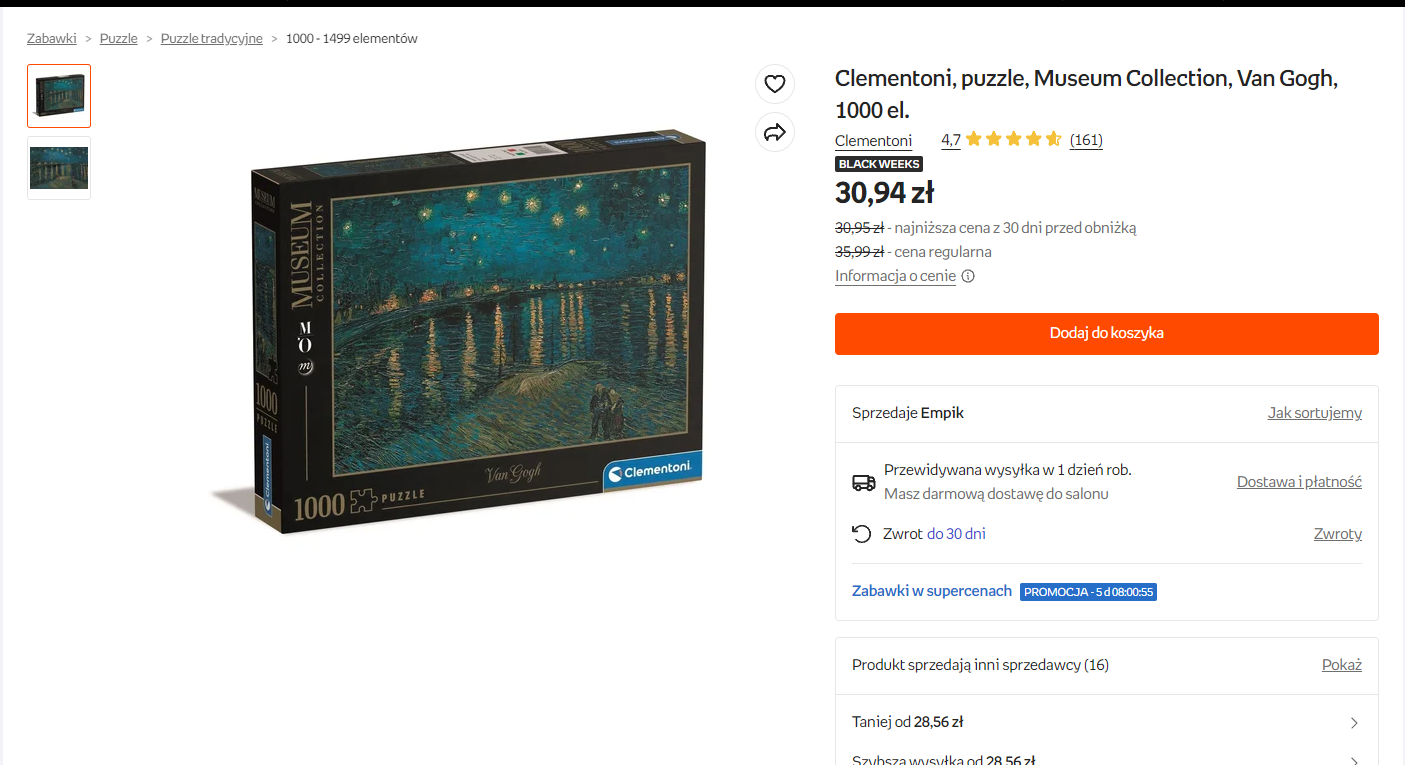 Zabawki > Puzzle > Puzzle tradycyjne > 1000 - 1499 elementów
MUSEUM
COLLECTION
M'O
m
1000
PUZZLE
Clementoni
Van Gogh
Clementoni.
1000 PUZZLE
Clementoni, puzzle, Museum Collection, Van Gogh,
1000 el.
Clementoni 4,7 (161)
BLACK WEEKS
30,94 zł
30,95 zł - najniższa cena z 30 dni przed obniżką
35,99 zł - cena regularna
Informacja o cenie
Dodaj do koszyka
Sprzedaje Empik Jak sortujemy
Przewidywana wysyłka w 1 dzień rob.
Masz darmową dostawę do salonu
Dostawa i płatność
Zwrot do 30 dni Zwroty
Zabawki w supercenach PROMOCJA - 5 d 08:00:55
Produkt sprzedają inni sprzedawcy (16) Pokaż
Taniej od 28,56 zł
Szybsza wysyłka od 28,56 zł